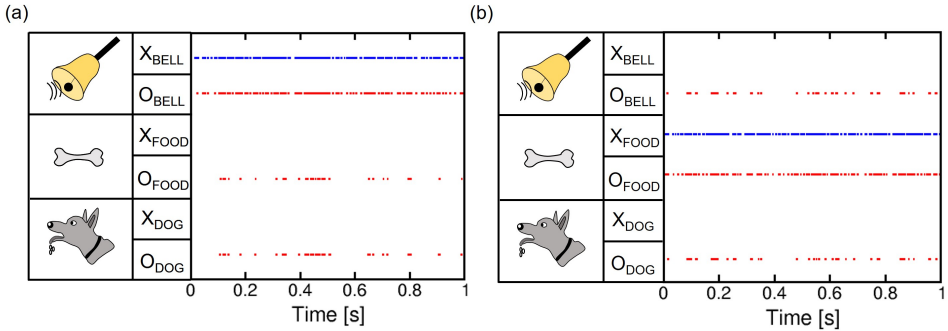 (a)
X_BELL
O_BELL
X_FOOD
O_FOOD
X_DOG
O_DOG
0 0.2 0.4 0.6 0.8 1
Time [s]
(b)
X_BELL
O_BELL
X_FOOD
O_FOOD
X_DOG
O_DOG
0 0.2 0.4 0.6 0.8 1
Time [s]